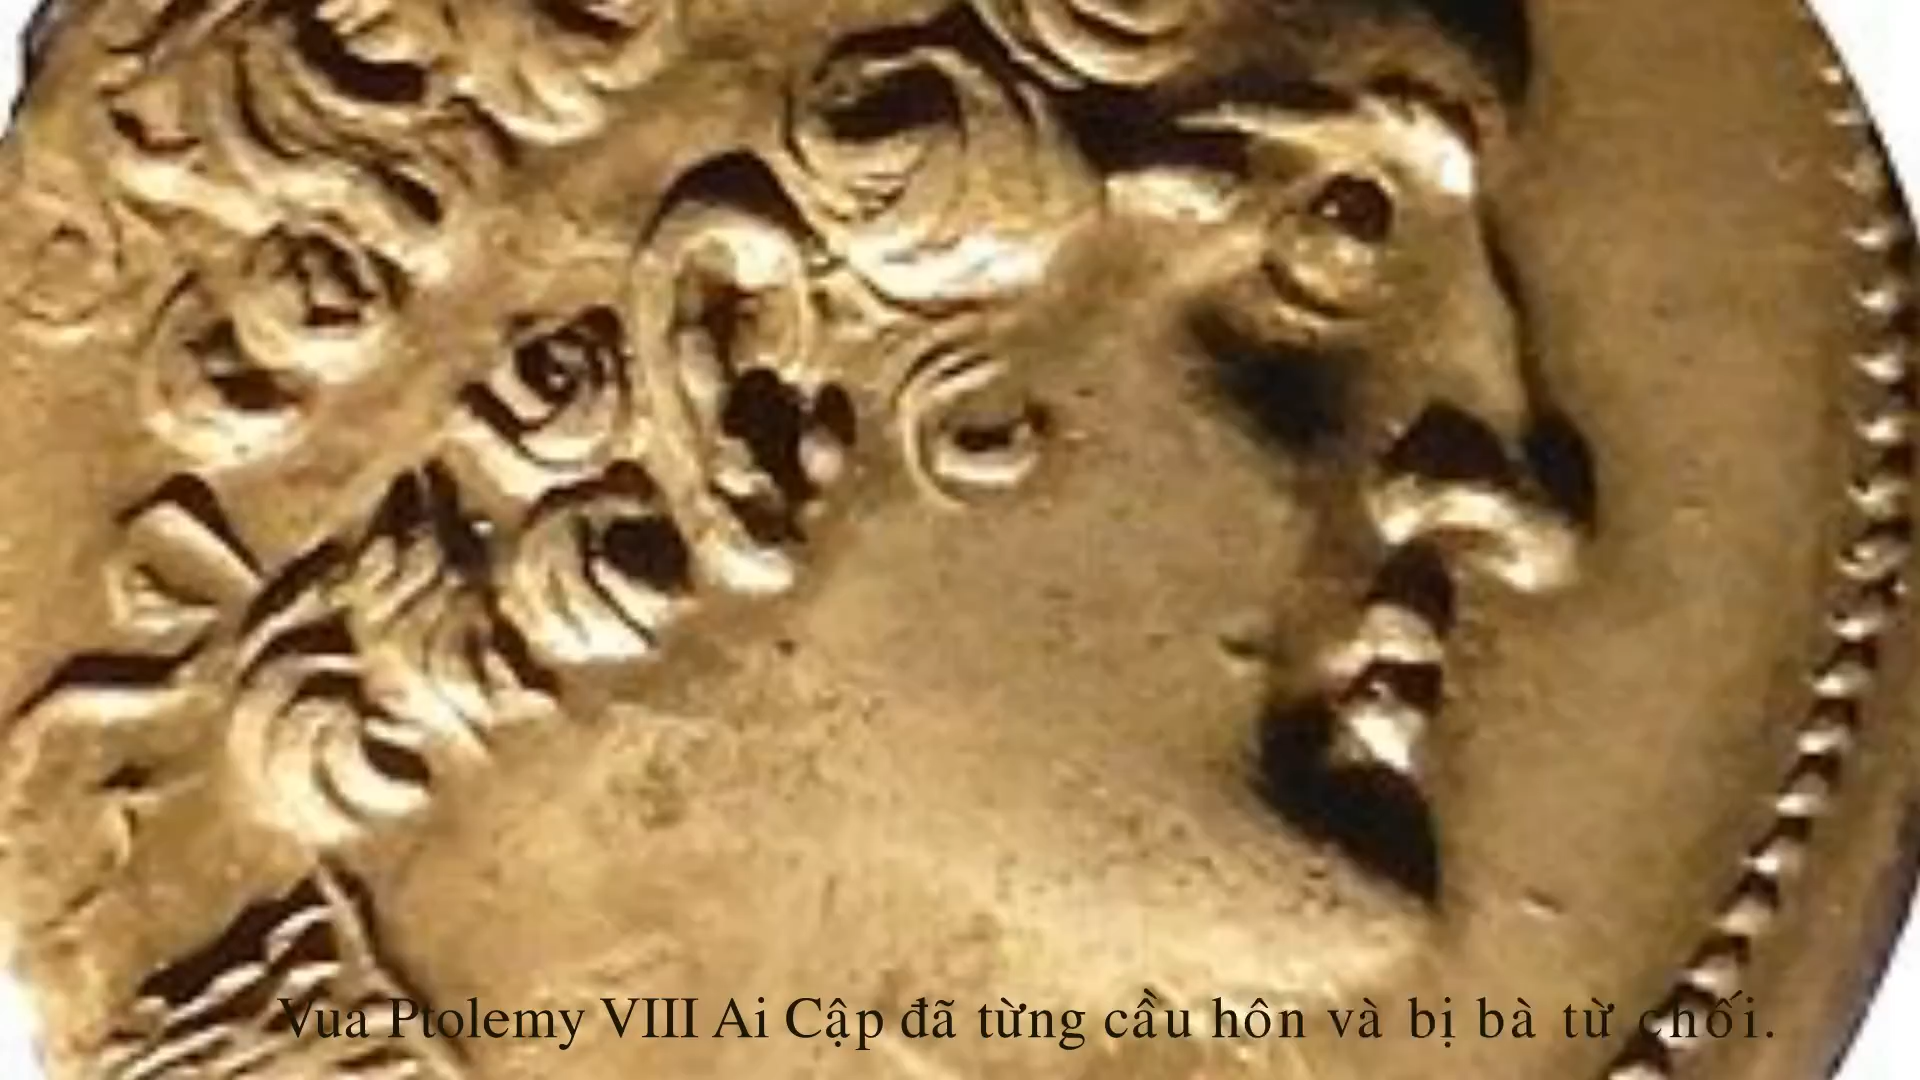 Vua Ptolemy VIII Ai Cập đã từng cầu hôn và bị bà từ chối.